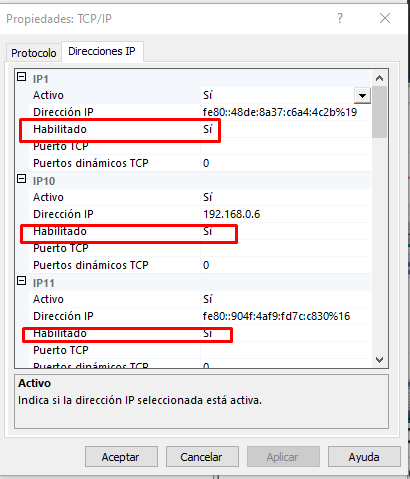 Propiedades: TCP/IP
Protocolo Direcciones IP
IP1
Activo Sí
Dirección IP fe80::48de:8a37:c6a4:4c2b%19
Habilitado Sí
Puerto TCP
Puertos dinámicos TCP 0
IP10
Activo Sí
Dirección IP 192.168.0.6
Habilitado Sí
Puerto TCP
Puertos dinámicos TCP 0
IP11
Activo Sí
Dirección IP fe80::904f:4af9:fd7c:c830%16
Habilitado Sí
Puerto TCP
Puertos dinámicos TCP 0
Activo
Indica si la dirección IP seleccionada está activa.
Aceptar Cancelar Aplicar Ayuda